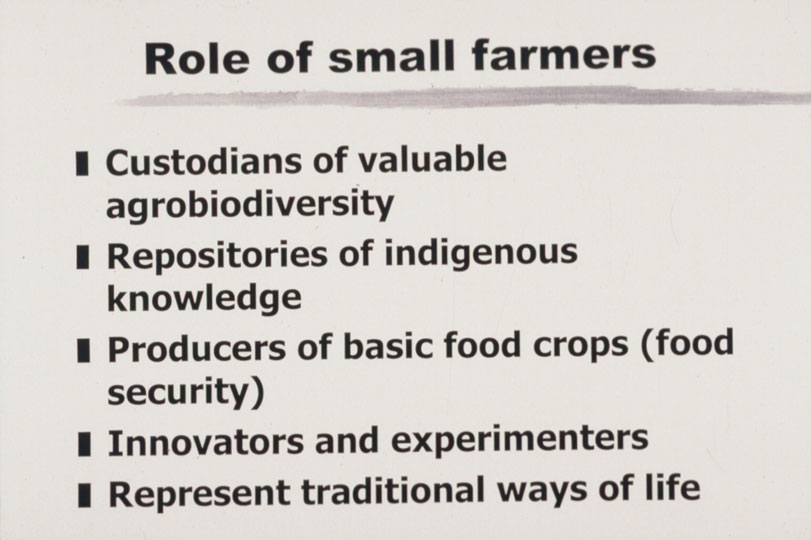 Role of small farmers
Custodians of valuable
agrobiodiversity
Repositories of indigenous
knowledge
Producers of basic food crops (food
security)
Innovators and experimenters
Represent traditional ways of life